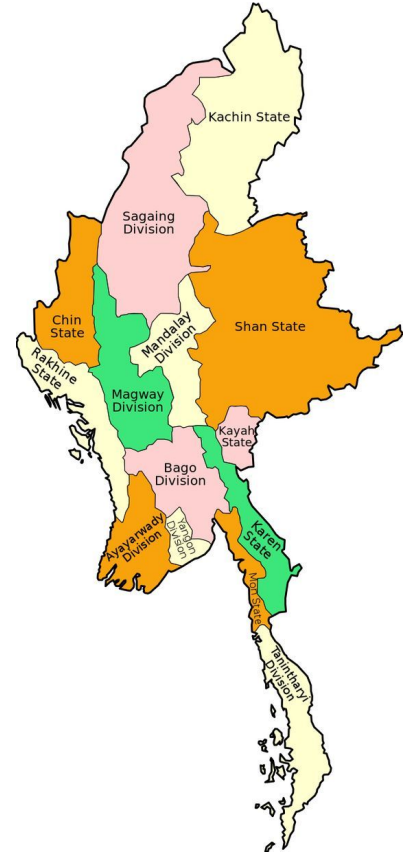 Kachin State
Sagaing
Division
Chin
State
Mandalay
Division
Shan State
Rakhine
State
Magway
Division
Kayah
State
Bago
Division
Ayayarwady
Division
Yangon
Division
Karen
State
Mon State
Tanintharyi
Division